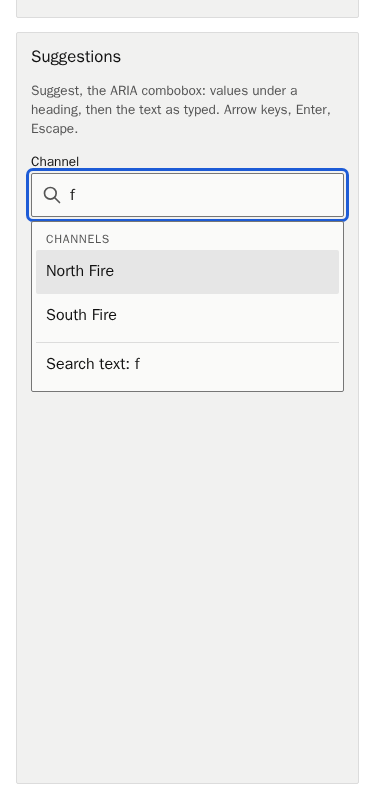 Suggestions
Suggest, the ARIA combobox: values under a
heading, then the text as typed. Arrow keys, Enter,
Escape.
Channel
f
CHANNELS
North Fire
South Fire
Search text: f